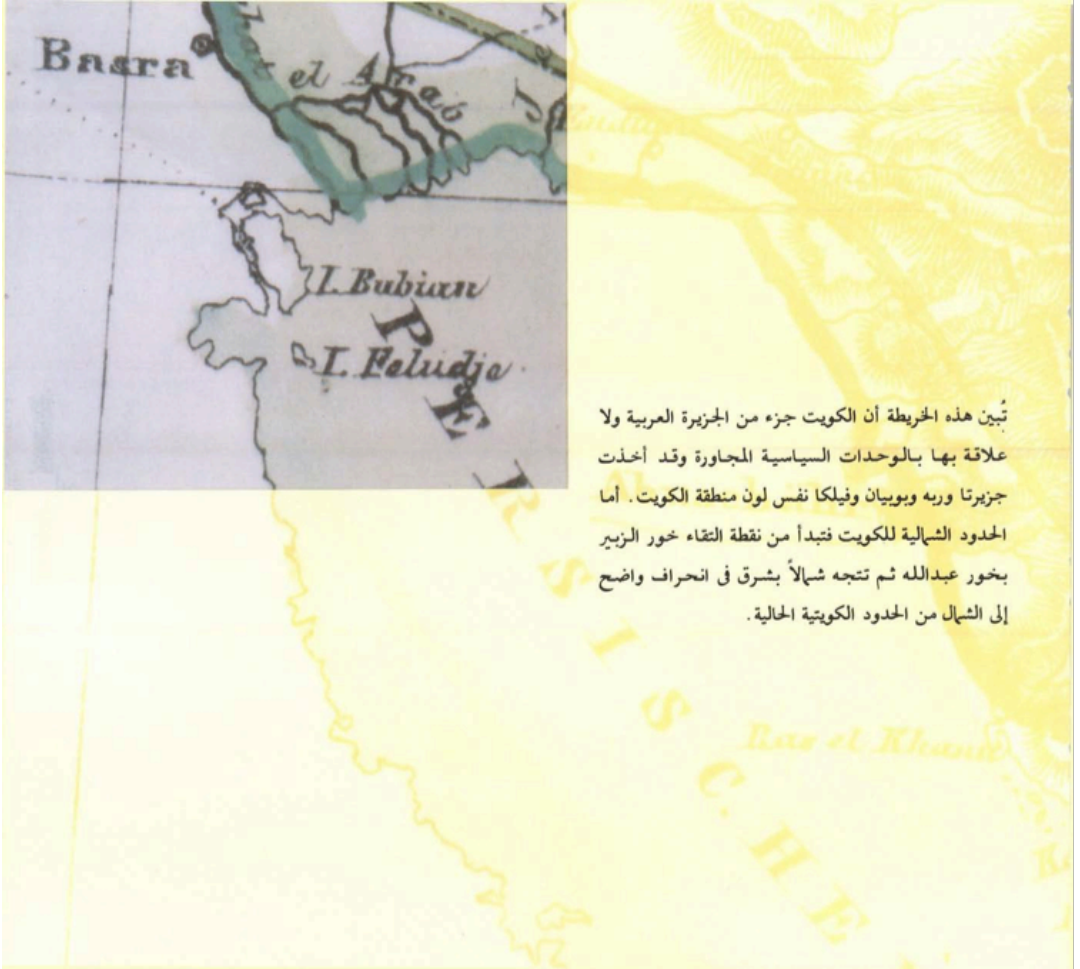 Basra
Shot el Arab
I. Bubian
I. Feludje
PERSISCHE
تُبين هذه الخريطة أن الكويت جزء من الجزيرة العربية ولا
علاقة بها بالوحدات السياسية المجاورة وقد أخذت
جزيرتا وربه وبوبيان وفيلكا نفس لون منطقة الكويت. أما
الحدود الشمالية للكويت فتبدأ من نقطة التقاء خور الزبير
بخور عبدالله ثم تتجه شمالاً بشرق فى انحراف واضح
إلى الشمال من الحدود الكويتية الحالية.
Ras el Khan